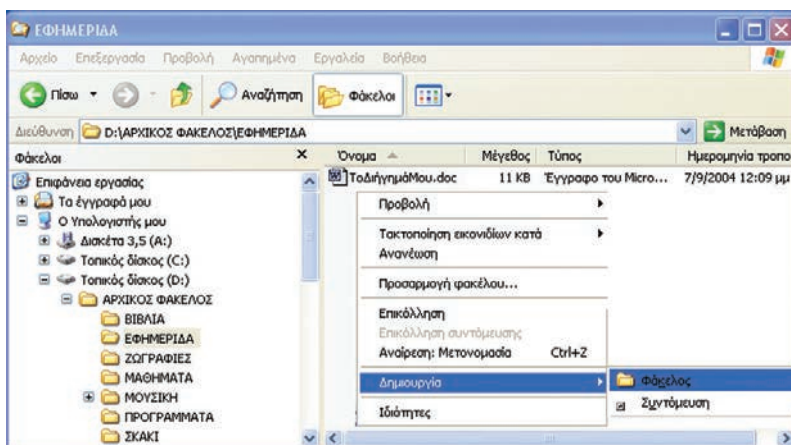 ΕΦΗΜΕΡΙΔΑ
Αρχείο Επεξεργασία Προβολή Αγαπημένα Εργαλεία Βοήθεια
Πίσω Αναζήτηση Φάκελοι
Διεύθυνση D:\ΑΡΧΙΚΟΣ ΦΑΚΕΛΟΣ\ΕΦΗΜΕΡΙΔΑ Μετάβαση
Φάκελοι
Επιφάνεια εργασίας
Τα έγγραφά μου
Ο Υπολογιστής μου
Δισκέτα 3,5 (A:)
Τοπικός δίσκος (C:)
Τοπικός δίσκος (D:)
ΑΡΧΙΚΟΣ ΦΑΚΕΛΟΣ
ΒΙΒΛΙΑ
ΕΦΗΜΕΡΙΔΑ
ΖΩΓΡΑΦΙΕΣ
ΜΑΘΗΜΑΤΑ
ΜΟΥΣΙΚΗ
ΠΡΟΓΡΑΜΜΑΤΑ
ΣΚΑΚΙ
Όνομα Μέγεθος Τύπος Ημερομηνία τροπο
ΤοΔιήγημάΜου.doc 11 KB Έγγραφο του Micro... 7/9/2004 12:09 μμ
Προβολή
Τακτοποίηση εικονιδίων κατά
Ανανέωση
Προσαρμογή φακέλου...
Επικόλληση
Επικόλληση συντόμευσης
Αναίρεση: Μετονομασία Ctrl+Z
Δημιουργία
Ιδιότητες
Φάκελος
Συντόμευση